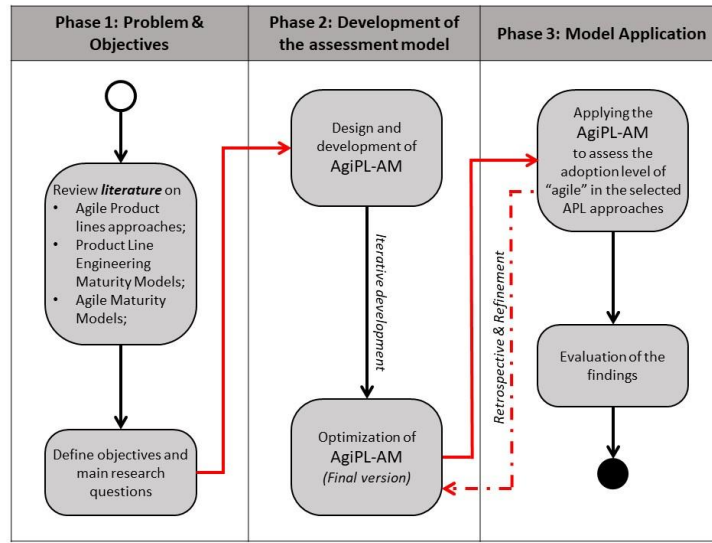 Phase 1: Problem &
Objectives
Phase 2: Development of
the assessment model
Phase 3: Model Application
Review literature on
• Agile Product
lines approaches;
• Product Line
Engineering
Maturity Models;
• Agile Maturity
Models;
Define objectives and
main research
questions
Design and
development of
AgiPL-AM
Iterative development
Optimization of
AgiPL-AM
(Final version)
Applying the
AgiPL-AM
to assess the
adoption level of
“agile” in the selected
APL approaches
Retrospective & Refinement
Evaluation of the
findings